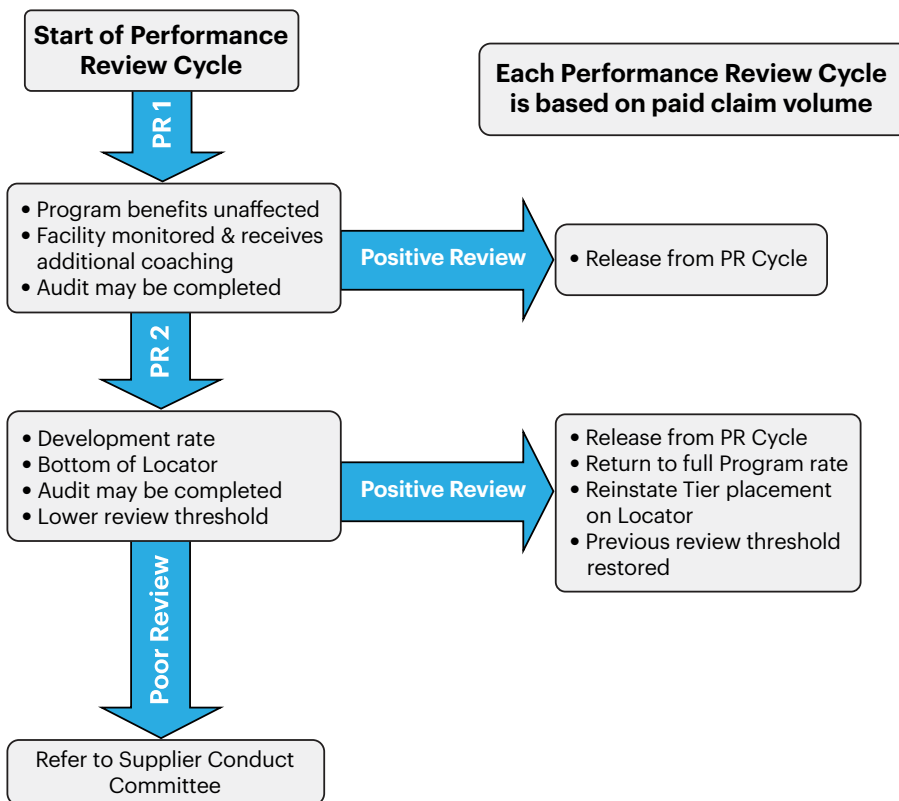 Start of Performance
Review Cycle
Each Performance Review Cycle
is based on paid claim volume
PR 1
• Program benefits unaffected
• Facility monitored & receives
additional coaching
• Audit may be completed
Positive Review
• Release from PR Cycle
PR 2
• Development rate
• Bottom of Locator
• Audit may be completed
• Lower review threshold
Positive Review
• Release from PR Cycle
• Return to full Program rate
• Reinstate Tier placement
on Locator
• Previous review threshold
restored
Poor Review
Refer to Supplier Conduct
Committee